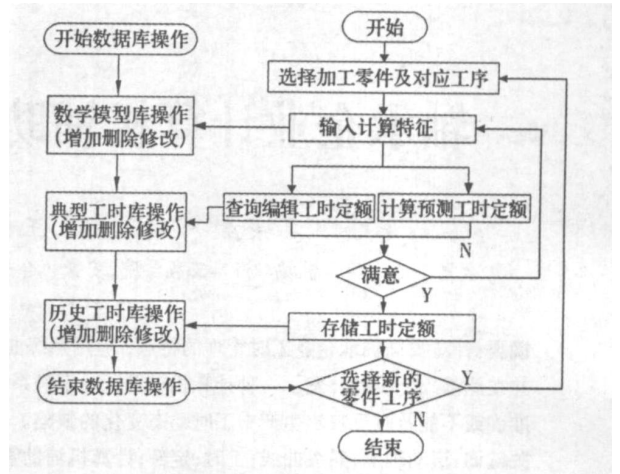 开始数据库操作
数学模型库操作
(增加删除修改)
典型工时库操作
(增加删除修改)
历史工时库操作
(增加删除修改)
结束数据库操作
开始
选择加工零件及对应工序
输入计算特征
查询编辑工时定额
计算预测工时定额
N
满意
Y
存储工时定额
选择新的
零件工序
Y
N
结束